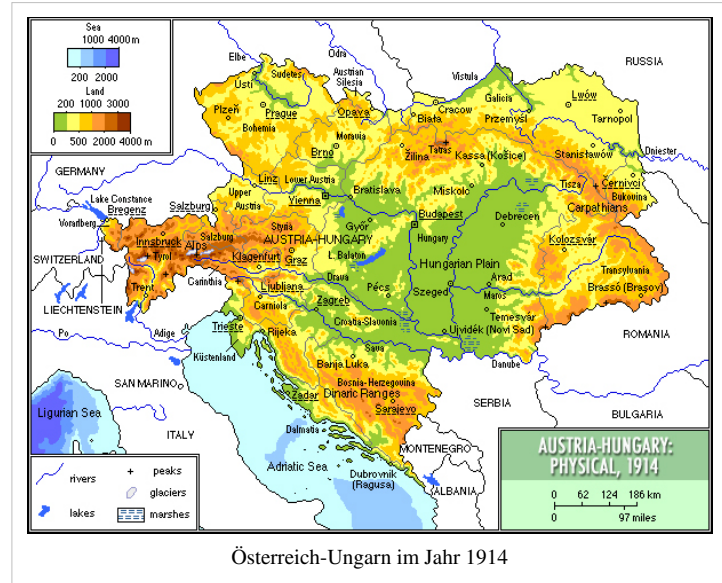 Sea
1000 4000 m
200 2000
Land
200 1000 3000
0 500 2000 4000 m
Elbe
Odra
Austrian
Silesia
Vistula
RUSSIA
Sudetes
Ústí
Plzeň
Prague
Bohemia
Opava
Moravia
Brno
Biała
Cracow
Galicia
Przemyśl
Lwów
Tarnopol
Dniester
Stanisławów
Tatras
Žilina
Kassa (Košice)
GERMANY
Linz
Lower Austria
Upper
Austria
Vienna
Bratislava
Miskolc
Tisza
Černivci
Bukovina
Carpathians
Lake Constance
Bregenz
Vorarlberg
Salzburg
Győr
Budapest
Hungary
Debrecen
Styria
AUSTRIA-HUNGARY
Innsbruck
Salzburg
Alps
Tyrol
Klagenfurt
Graz
L. Balaton
Kolozsvár
SWITZERLAND
Hungarian Plain
Transylvania
Trent
Carinthia
Ljubljana
Drava
Pécs
Szeged
Arad
Brassó (Brașov)
LIECHTENSTEIN
Carniola
Zagreb
Maros
Temesvár
Po
Adige
Trieste
Rijeka
Croatia-Slavonia
Ujvidék (Novi Sad)
ROMANIA
Küstenland
Sava
Banja Luka
Danube
SAN MARINO
Bosnia-Herzegovina
Zadar
Dinaric Ranges
SERBIA
Ligurian Sea
Sarajevo
BULGARIA
ITALY
Dalmatia
MONTENEGRO
Adriatic Sea
Dubrovnik
(Ragusa)
ALBANIA
rivers
peaks
glaciers
lakes
marshes
AUSTRIA-HUNGARY:
PHYSICAL, 1914
0 62 124 186 km
0 97 miles
Österreich-Ungarn im Jahr 1914